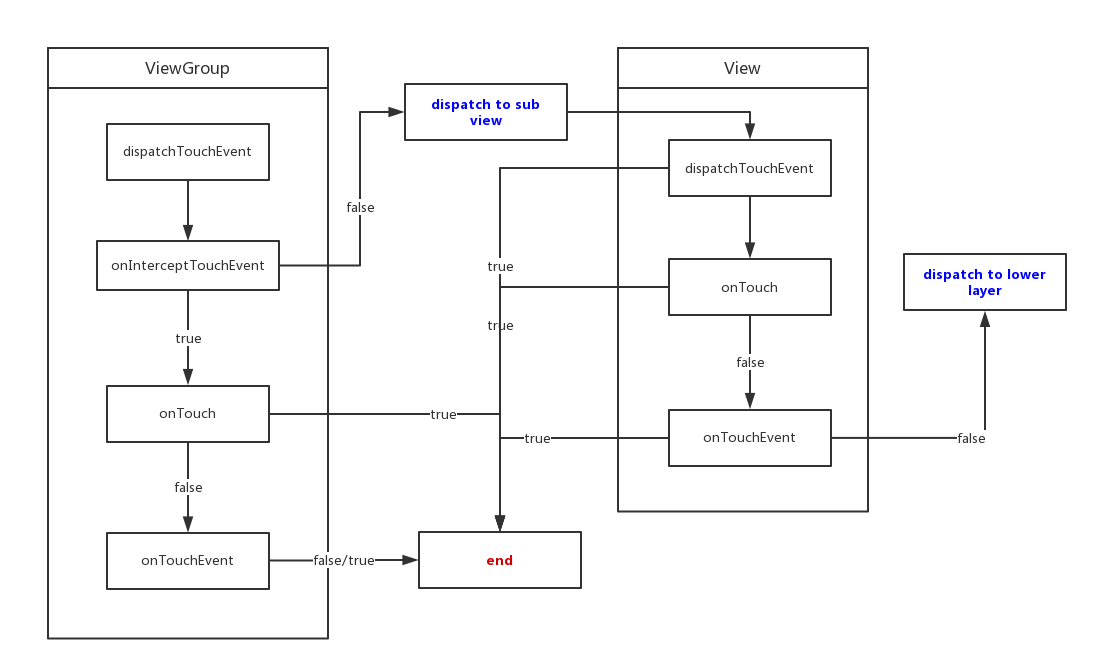 ViewGroup
View
dispatch to sub
view
dispatchTouchEvent
dispatchTouchEvent
false
onInterceptTouchEvent
true
dispatch to lower
layer
onTouch
true
true
false
onTouch
true
onTouchEvent
true
false
false
onTouchEvent
false/true
end